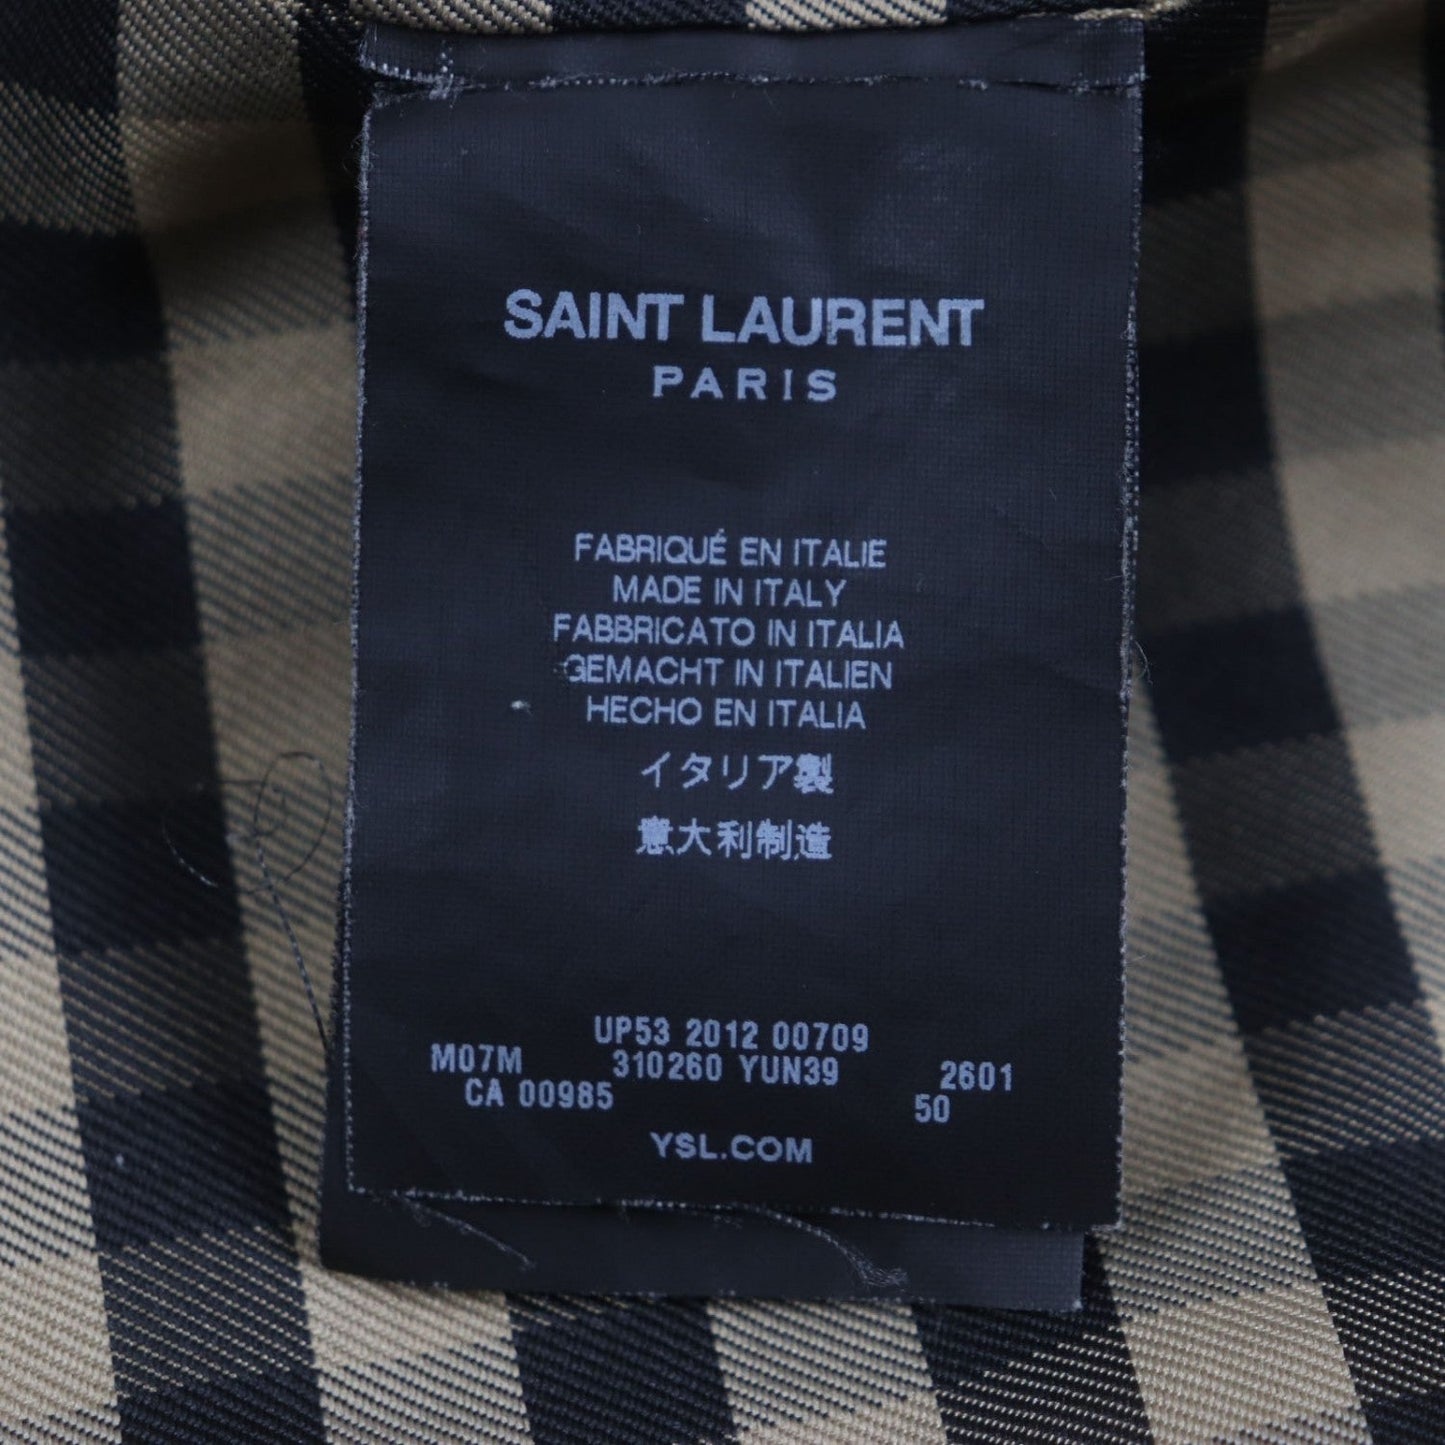 SAINT LAURENT
PARIS
FABRIQUÉ EN ITALIE
MADE IN ITALY
FABBRICATO IN ITALIA
GEMACHT IN ITALIEN
HECHO EN ITALIA
イタリア製
意大利制造
UP53 2012 00709
M07M 310260 YUN39 2601
CA 00985 50
YSL.COM